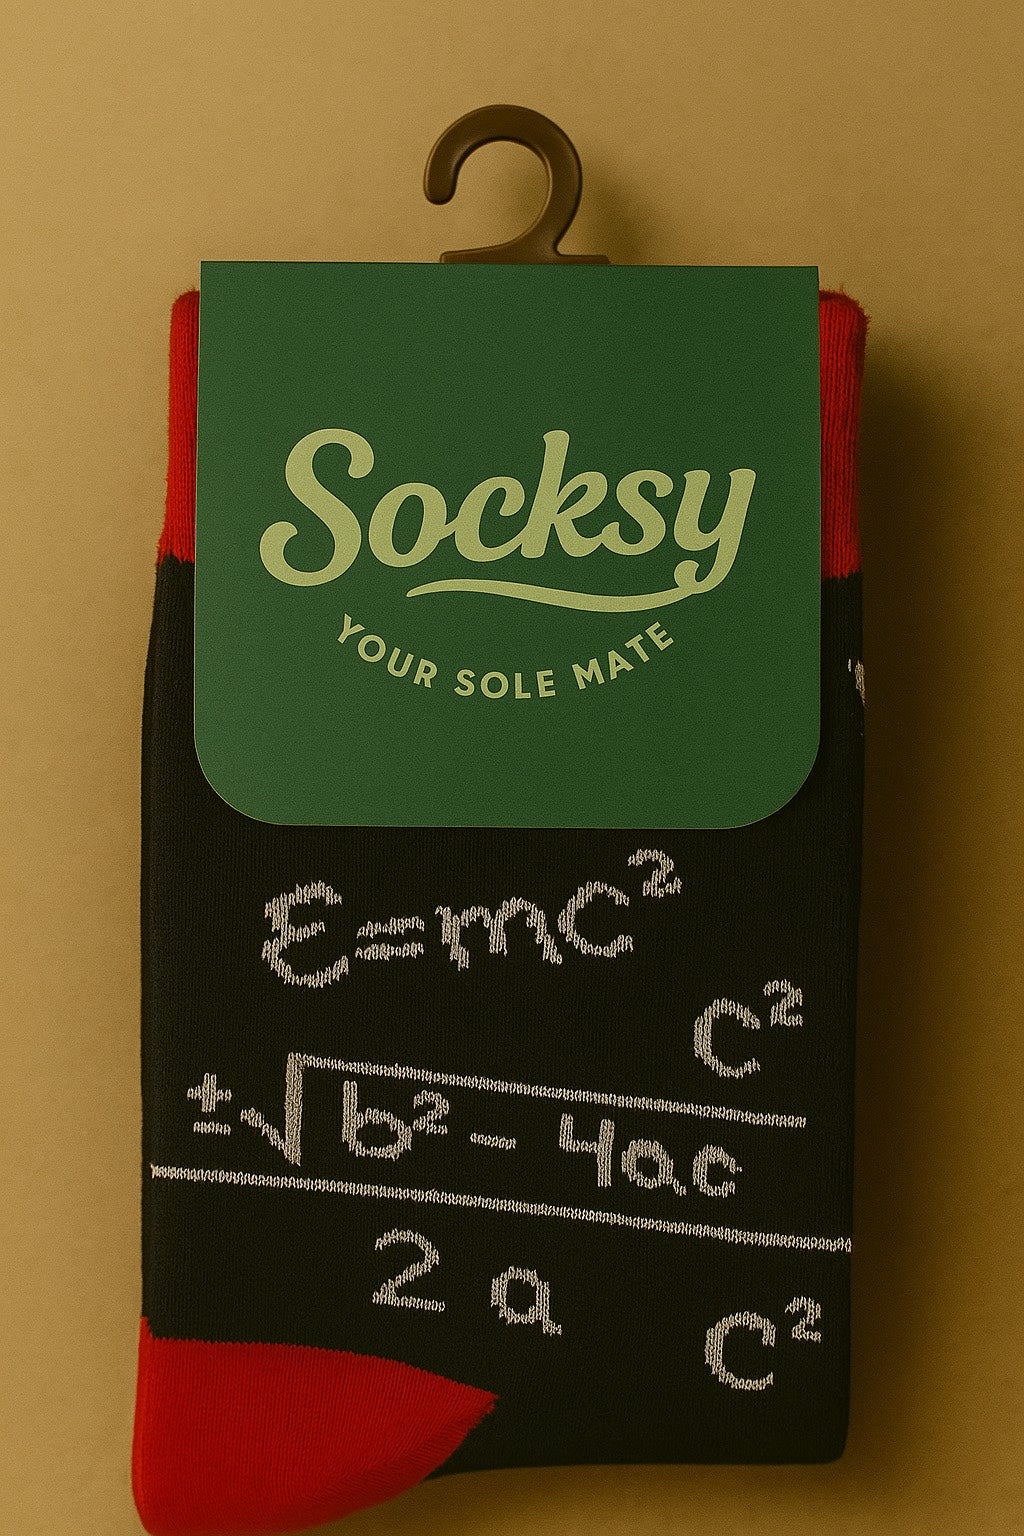 Socksy
YOUR SOLE MATE
E=mc²
c²
±√b²-4ac
2a
c²